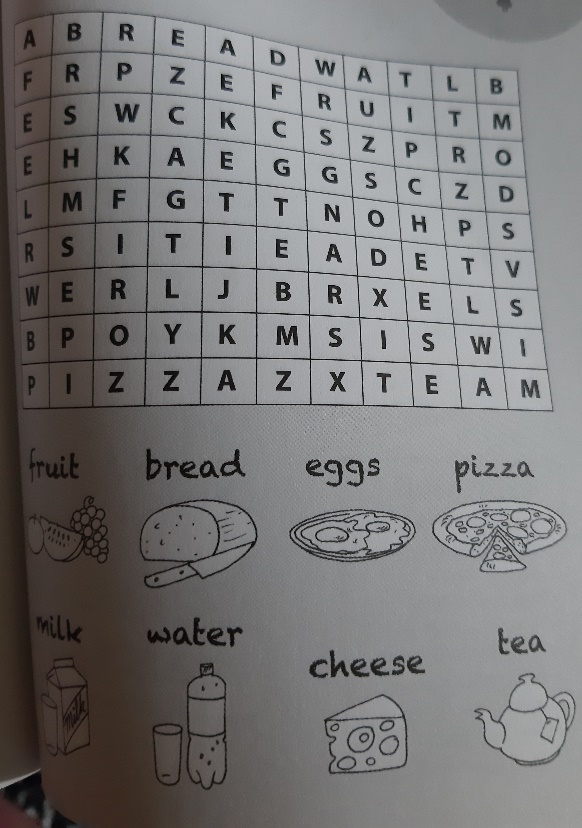 A B R E A D W A T L B
F R P Z E F R U I T M
E S W C K C S Z P R O
E H K A E G G S C Z D
L M F G T T N O H P S
R S I T I E A D E T V
W E R L J B R X E L S
B P O Y K M S I S W I
P I Z Z A Z X T E A M
fruit bread eggs pizza
milk water cheese tea
milk